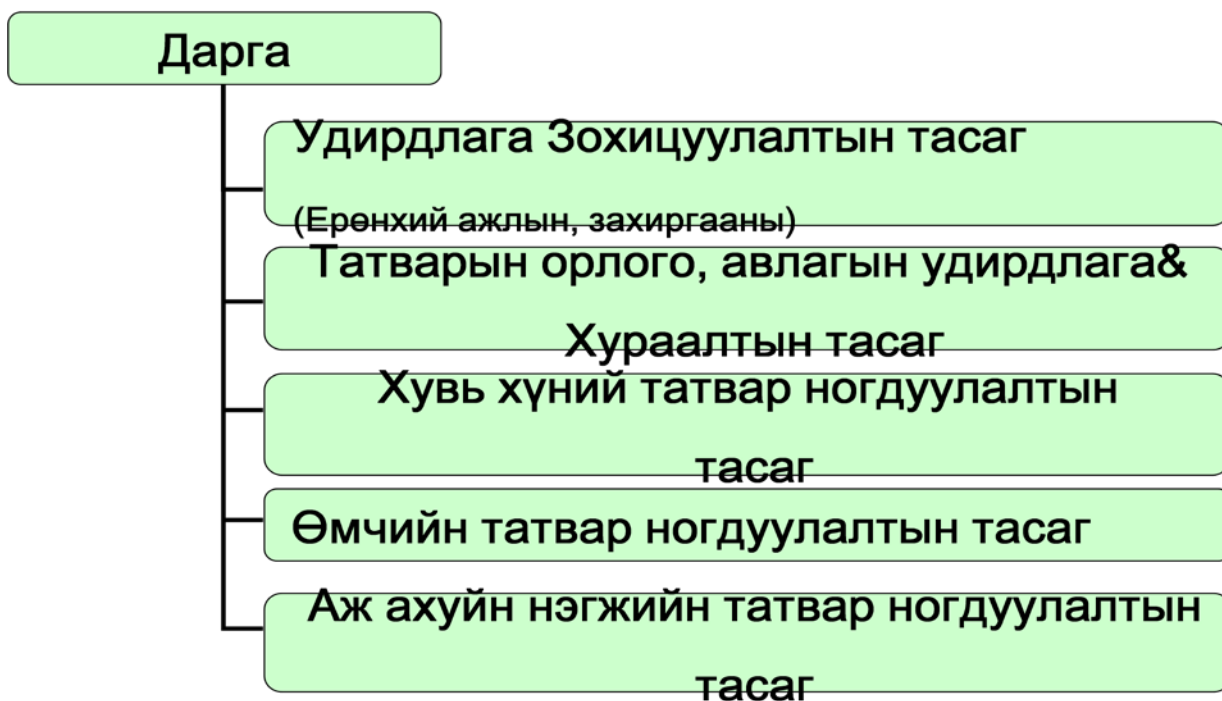 Дарга
Удирдлага Зохицуулалтын тасаг
(Ерөнхий ажлын, захиргааны)
Татварын орлого, авлагын удирдлага&
Хураалтын тасаг
Хувь хүний татвар ногдуулалтын
тасаг
Өмчийн татвар ногдуулалтын тасаг
Аж ахуйн нэгжийн татвар ногдуулалтын
тасаг